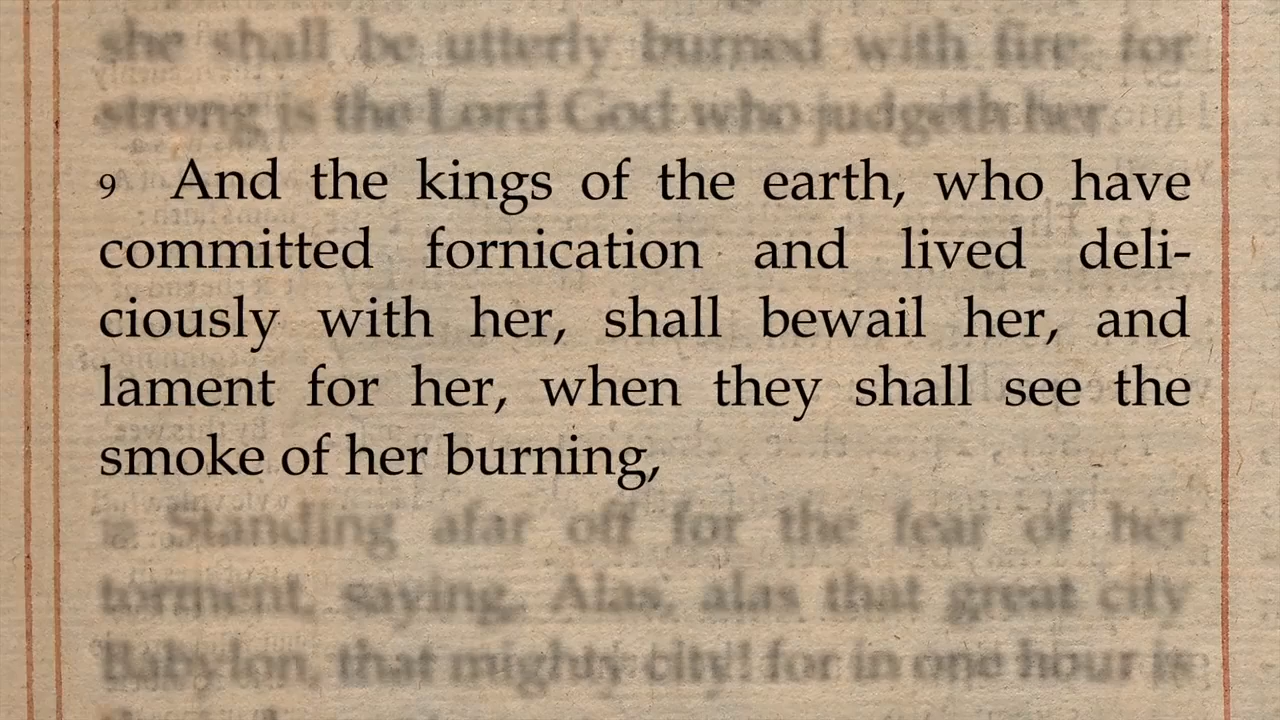 she shall be utterly burned with fire: for
strong is the Lord God who judgeth her.
9 And the kings of the earth, who have
committed fornication and lived deli-
ciously with her, shall bewail her, and
lament for her, when they shall see the
smoke of her burning,
Standing afar off for the fear of her
torment, saying, Alas, alas that great city
Babylon, that mighty city! for in one hour is